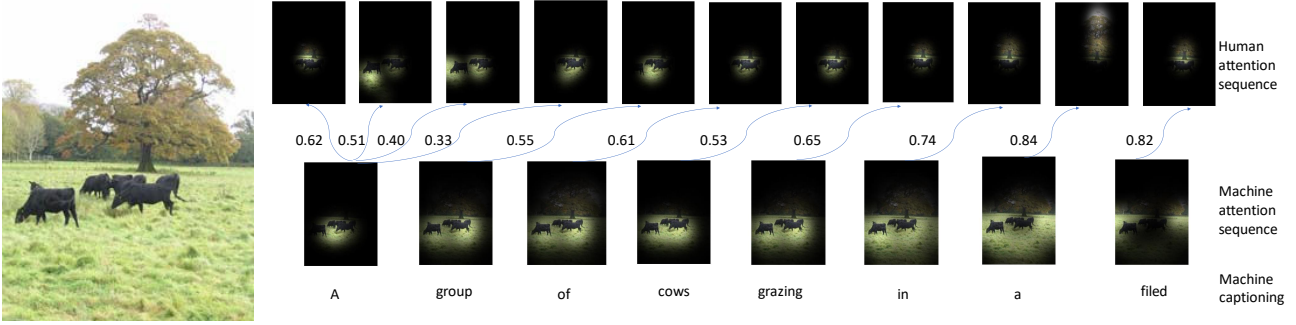 Human
attention
sequence
0.62 0.51 0.40 0.33 0.55 0.61 0.53 0.65 0.74 0.84 0.82
Machine
attention
sequence
A group of cows grazing in a filed
Machine
captioning